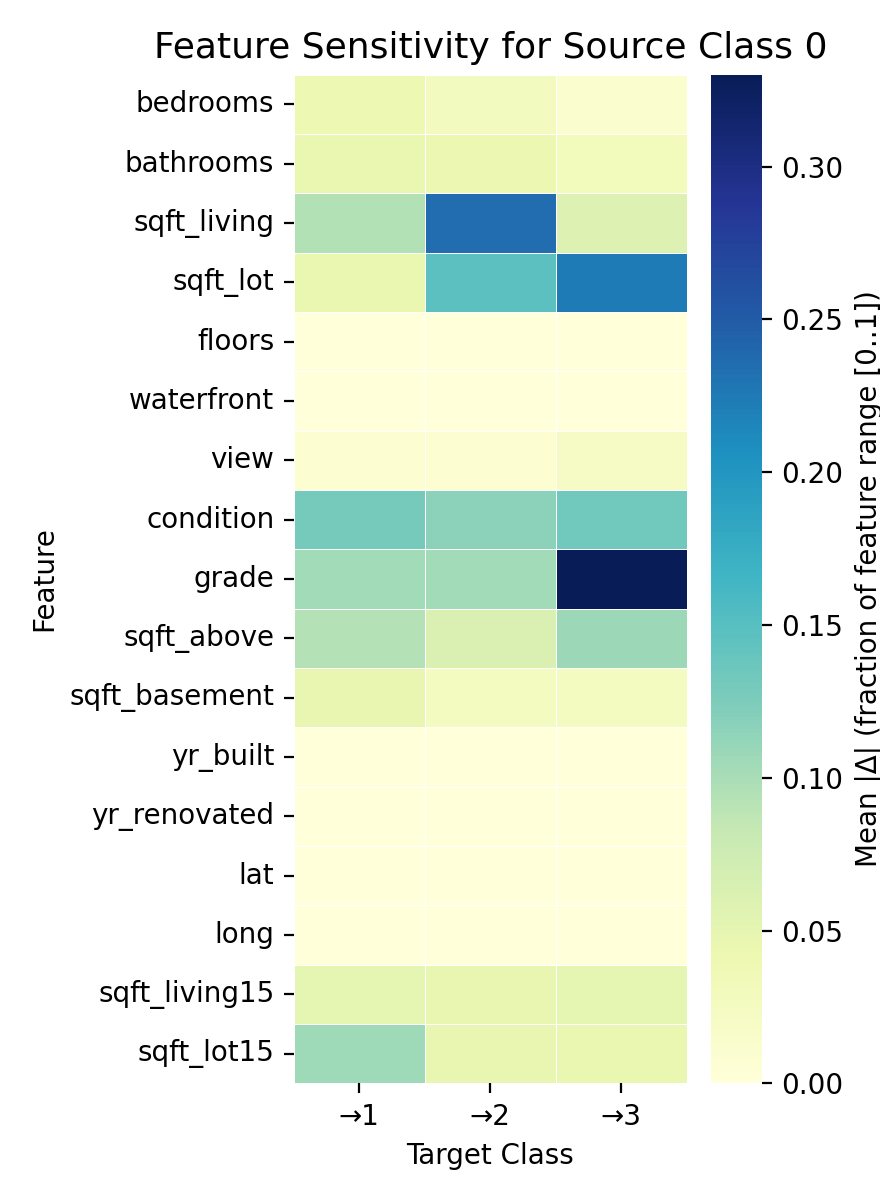 Feature Sensitivity for Source Class 0
Feature
bedrooms
bathrooms
sqft_living
sqft_lot
floors
waterfront
view
condition
grade
sqft_above
sqft_basement
yr_built
yr_renovated
lat
long
sqft_living15
sqft_lot15
→1 →2 →3
Target Class
0.30
0.25
0.20
0.15
0.10
0.05
0.00
Mean |Δ| (fraction of feature range [0..1])